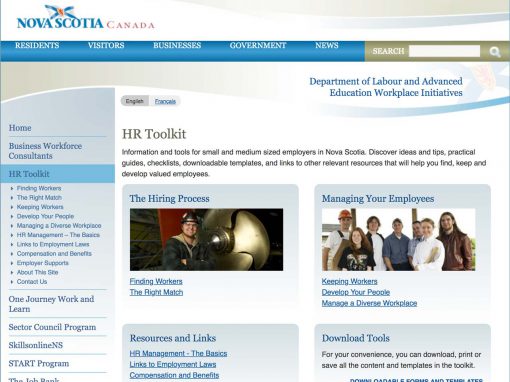 NOVA SCOTIA CANADA
RESIDENTS VISITORS BUSINESSES GOVERNMENT NEWS
SEARCH
Department of Labour and Advanced
Education Workplace Initiatives
English Français
Home
Business Workforce
Consultants
HR Toolkit
Finding Workers
The Right Match
Keeping Workers
Develop Your People
Managing a Diverse Workplace
HR Management – The Basics
Links to Employment Laws
Compensation and Benefits
Employer Supports
About This Site
Contact Us
One Journey Work and
Learn
Sector Council Program
SkillsonlineNS
START Program
The Job Bank
HR Toolkit
Information and tools for small and medium sized employers in Nova Scotia. Discover ideas and tips, practical
guides, checklists, downloadable templates, and links to other relevant resources that will help you find, keep and
develop valued employees.
The Hiring Process
Finding Workers
The Right Match
Managing Your Employees
Keeping Workers
Develop Your People
Manage a Diverse Workplace
Resources and Links
HR Management - The Basics
Links to Employment Laws
Compensation and Benefits
Download Tools
For your convenience, you can download, print or
save all the content and templates in the toolkit.
DOWNLOADABLE FORMS AND TEMPLATES